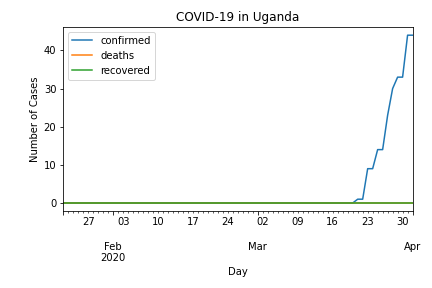 COVID-19 in Uganda
confirmed
deaths
recovered
Number of Cases
40
30
20
10
0
27 03 10 17 24 02 09 16 23 30
Feb Mar Apr
2020
Day